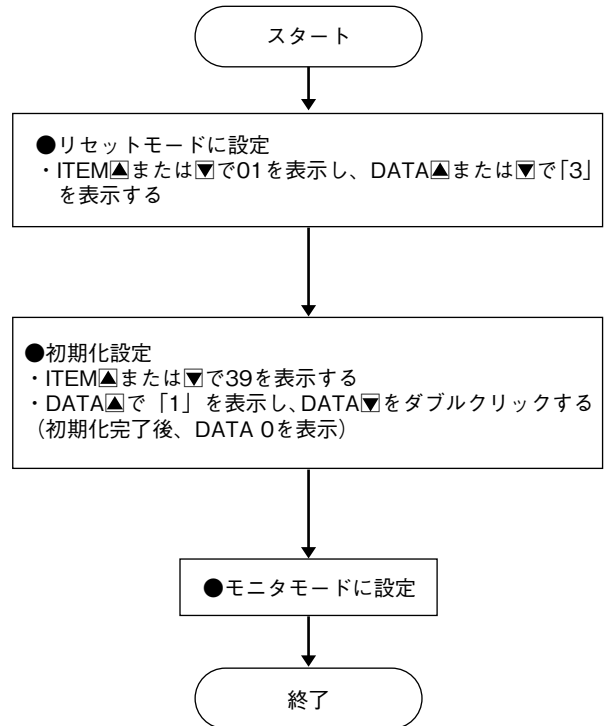 スタート
●リセットモードに設定
・ITEM▲または▼で01を表示し、DATA▲または▼で「3」
を表示する
●初期化設定
・ITEM▲または▼で39を表示する
・DATA▲で「1」を表示し、DATA▼をダブルクリックする
（初期化完了後、DATA 0を表示）
●モニタモードに設定
終了